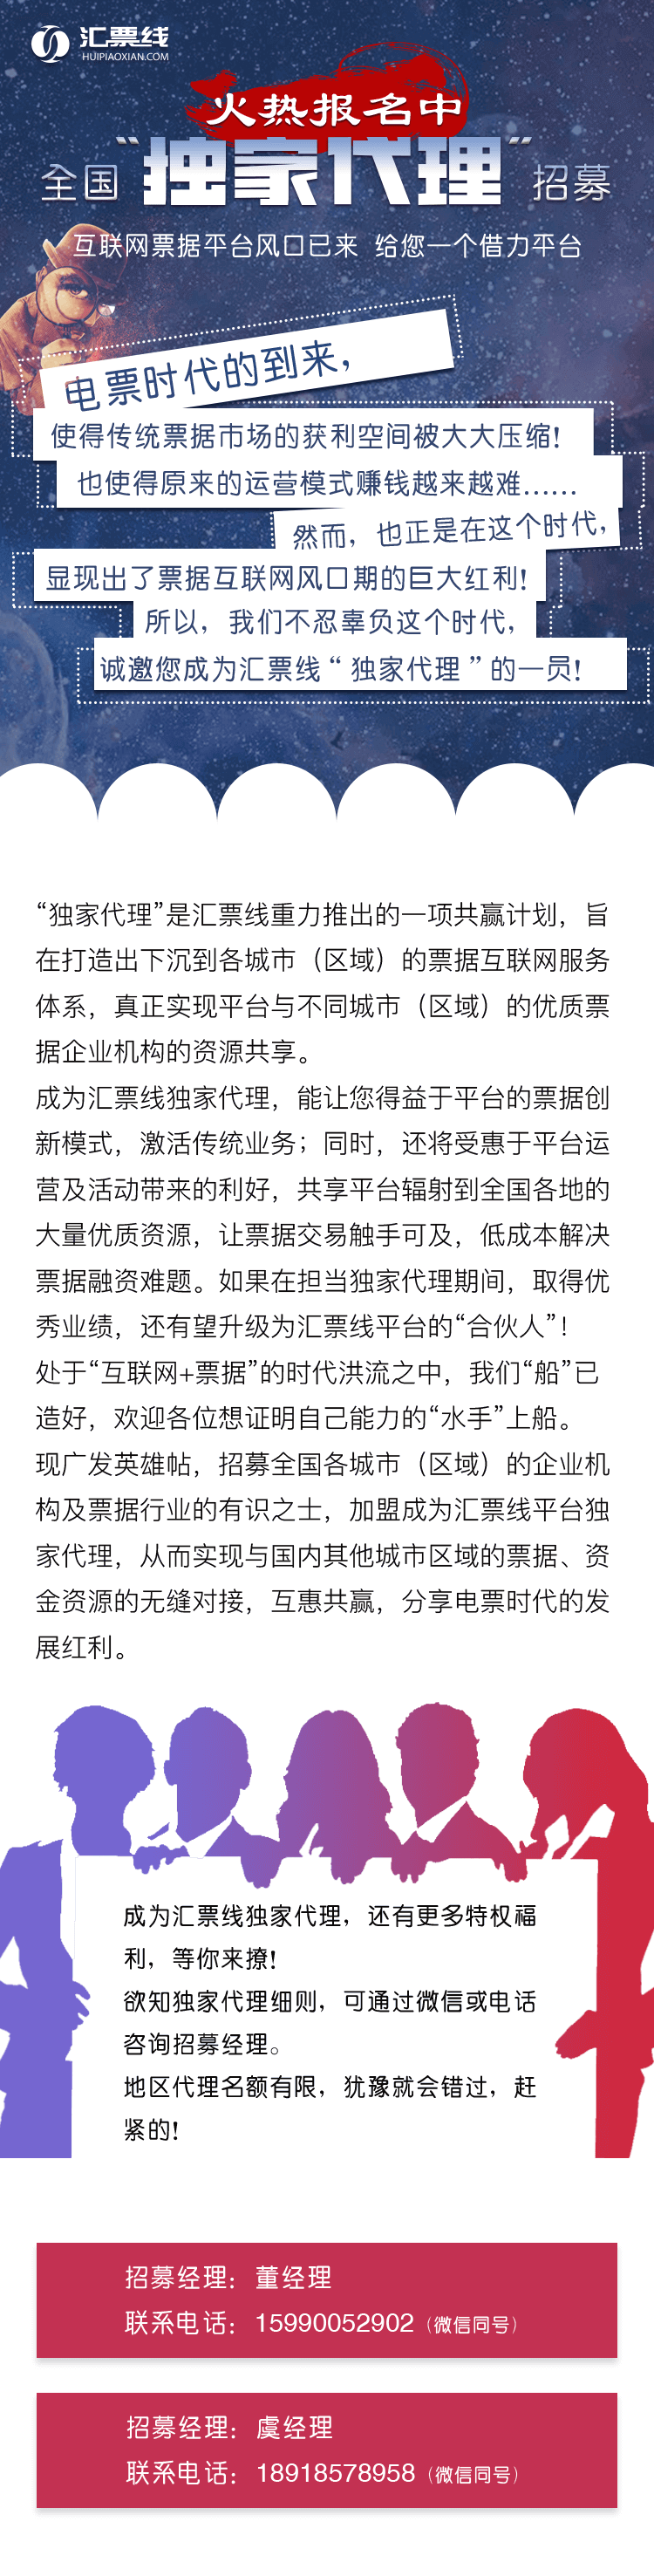 汇票线
HUIPIAOXIAN.COM
火热报名中
全国“独家代理”招募
互联网票据平台风口已来 给您一个借力平台
电票时代的到来，
使得传统票据市场的获利空间被大大压缩！
也使得原来的运营模式赚钱越来越难……
然而，也正是在这个时代，
显现出了票据互联网风口期的巨大红利！
所以，我们不忍辜负这个时代，
诚邀您成为汇票线“独家代理”的一员！
“独家代理”是汇票线重力推出的一项共赢计划，旨
在打造出下沉到各城市（区域）的票据互联网服务
体系，真正实现平台与不同城市（区域）的优质票
据企业机构的资源共享。
成为汇票线独家代理，能让您得益于平台的票据创
新模式，激活传统业务；同时，还将受惠于平台运
营及活动带来的利好，共享平台辐射到全国各地的
大量优质资源，让票据交易触手可及，低成本解决
票据融资难题。如果在担当独家代理期间，取得优
秀业绩，还有望升级为汇票线平台的“合伙人”！
处于“互联网+票据”的时代洪流之中，我们“船”已
造好，欢迎各位想证明自己能力的“水手”上船。
现广发英雄帖，招募全国各城市（区域）的企业机
构及票据行业的有识之士，加盟成为汇票线平台独
家代理，从而实现与国内其他城市区域的票据、资
金资源的无缝对接，互惠共赢，分享电票时代的发
展红利。
成为汇票线独家代理，还有更多特权福
利，等你来撩！
欲知独家代理细则，可通过微信或电话
咨询招募经理。
地区代理名额有限，犹豫就会错过，赶
紧的！
招募经理：董经理
联系电话：15990052902（微信同号）
招募经理：虞经理
联系电话：18918578958（微信同号）